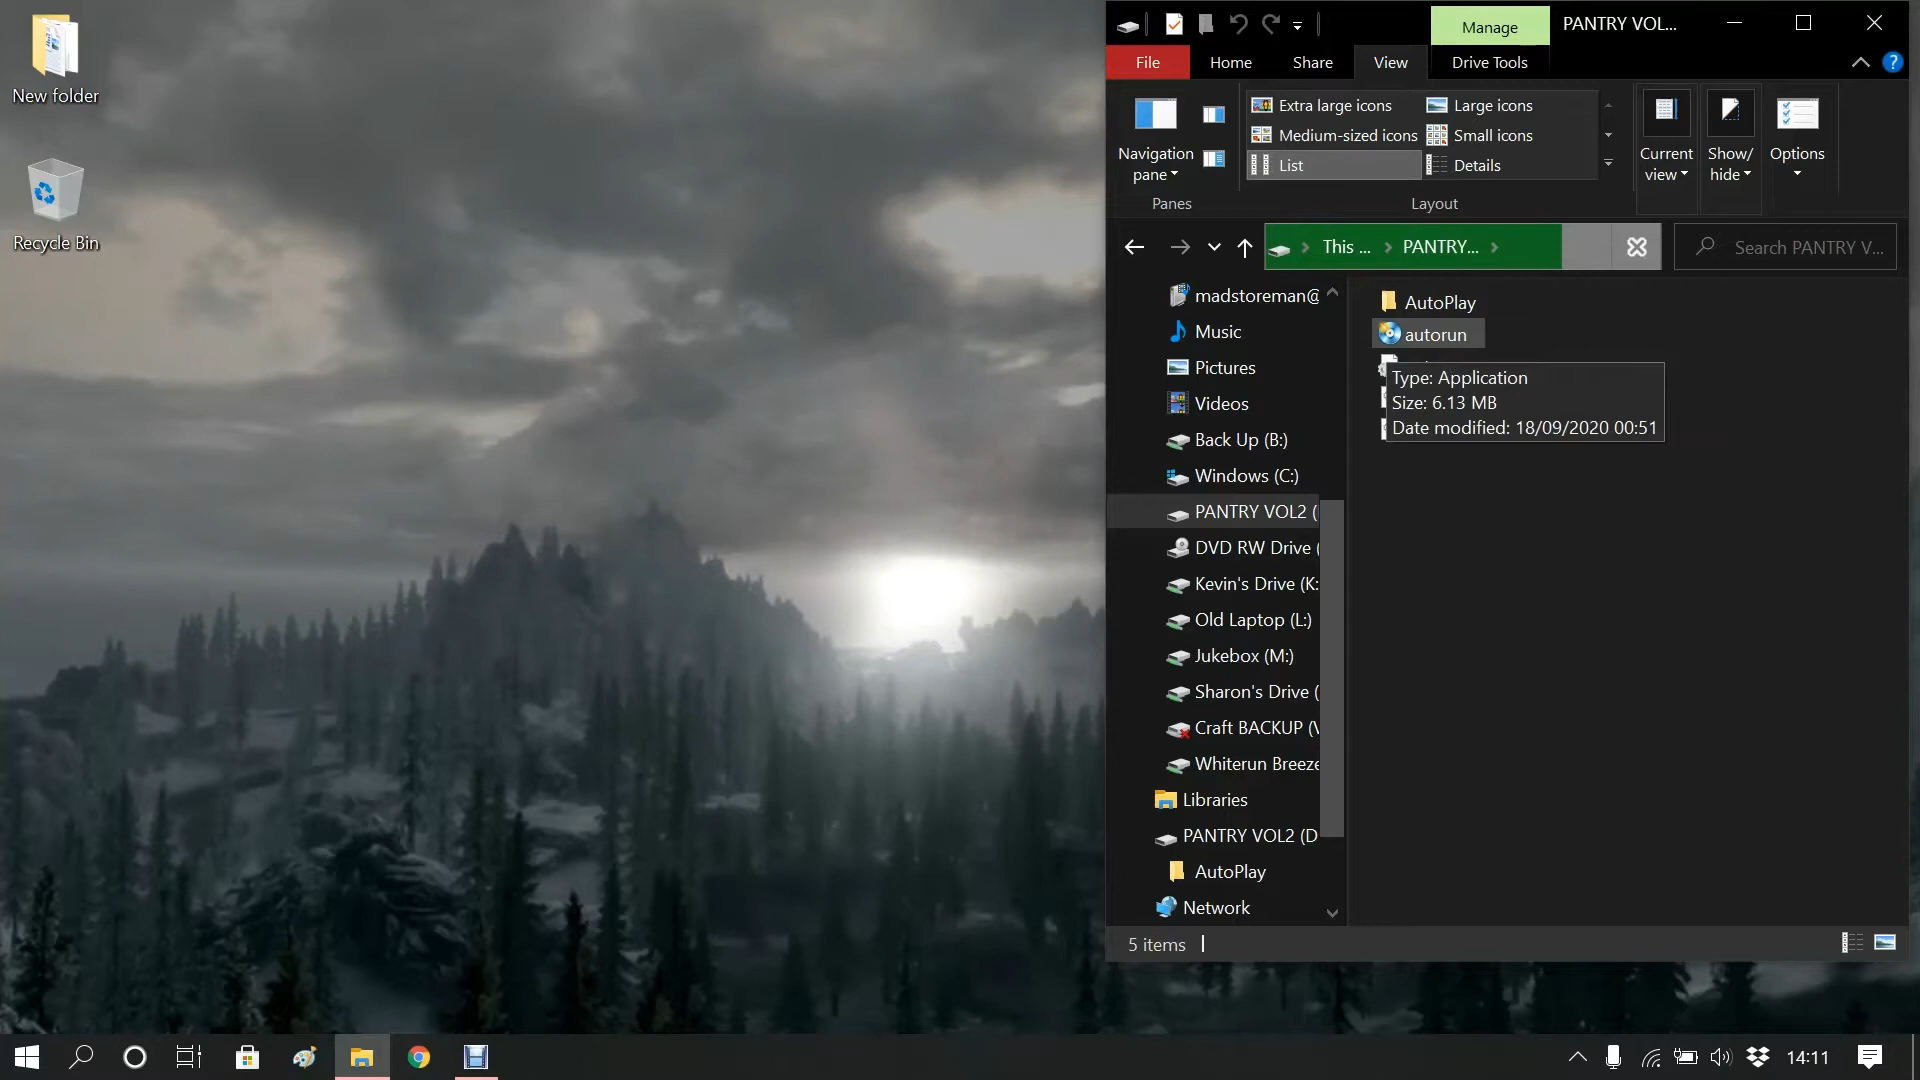 New folder
Recycle Bin
Manage
PANTRY VOL...
File
Home
Share
View
Drive Tools
Navigation
pane
Extra large icons
Large icons
Medium-sized icons
Small icons
List
Details
Current
view
Show/
hide
Options
Panes
Layout
This ...
PANTRY...
Search PANTRY V...
madstoreman@
Music
Pictures
Videos
Back Up (B:)
Windows (C:)
PANTRY VOL2 (
DVD RW Drive (
Kevin's Drive (K:
Old Laptop (L:)
Jukebox (M:)
Sharon's Drive (
Craft BACKUP (V
Whiterun Breeze
Libraries
PANTRY VOL2 (D
AutoPlay
Network
AutoPlay
autorun
Type: Application
Size: 6.13 MB
Date modified: 18/09/2020 00:51
5 items
14:11